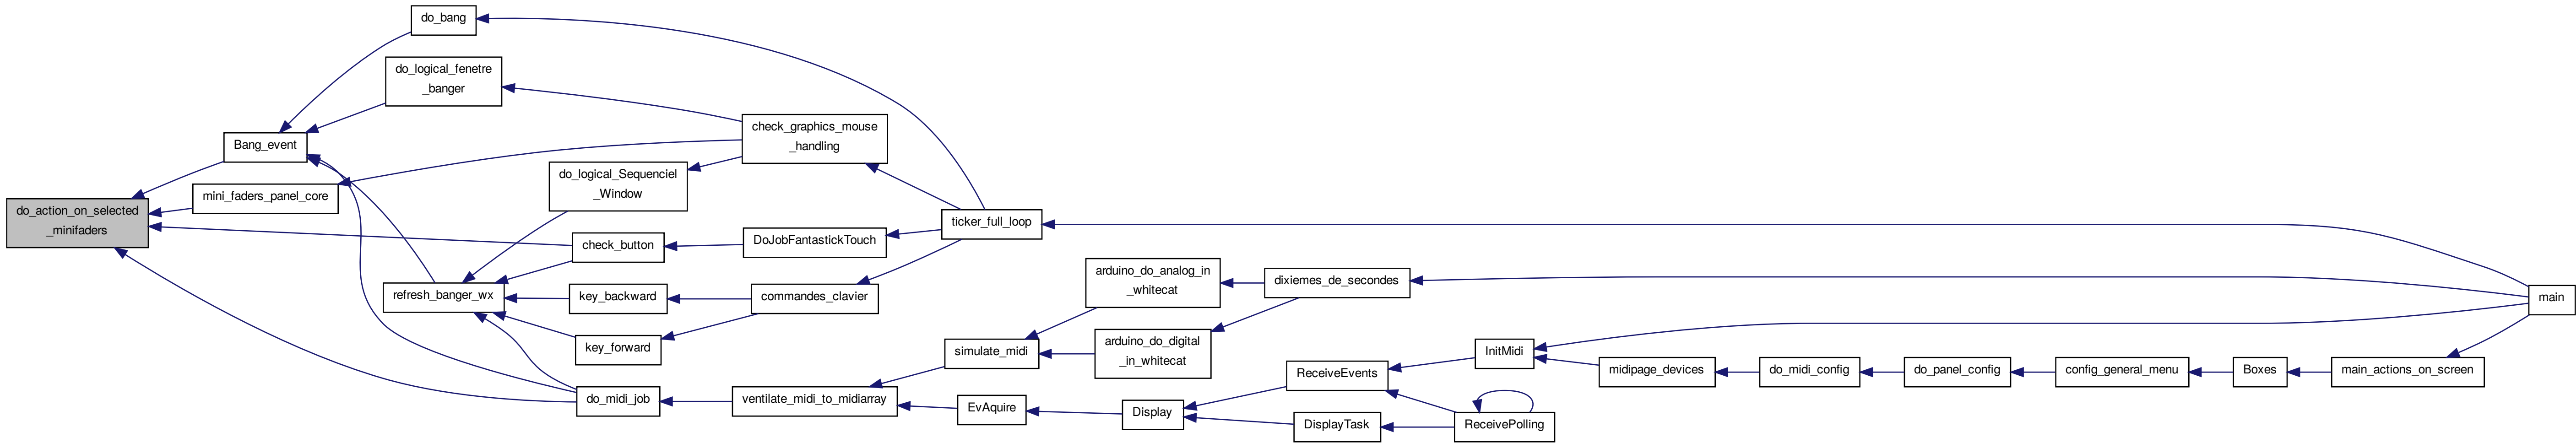 do_bang
do_logical_fenetre
_banger
Bang_event
check_graphics_mouse
_handling
do_logical_Sequenciel
_Window
mini_faders_panel_core
do_action_on_selected
_minifaders
ticker_full_loop
check_button
DoJobFantastickTouch
refresh_banger_wx
key_backward
commandes_clavier
arduino_do_analog_in
_whitecat
dixiemes_de_secondes
main
key_forward
simulate_midi
arduino_do_digital
_in_whitecat
InitMidi
ReceiveEvents
midipage_devices
do_midi_config
do_panel_config
config_general_menu
Boxes
main_actions_on_screen
do_midi_job
ventilate_midi_to_midiarray
EvAquire
Display
DisplayTask
ReceivePolling